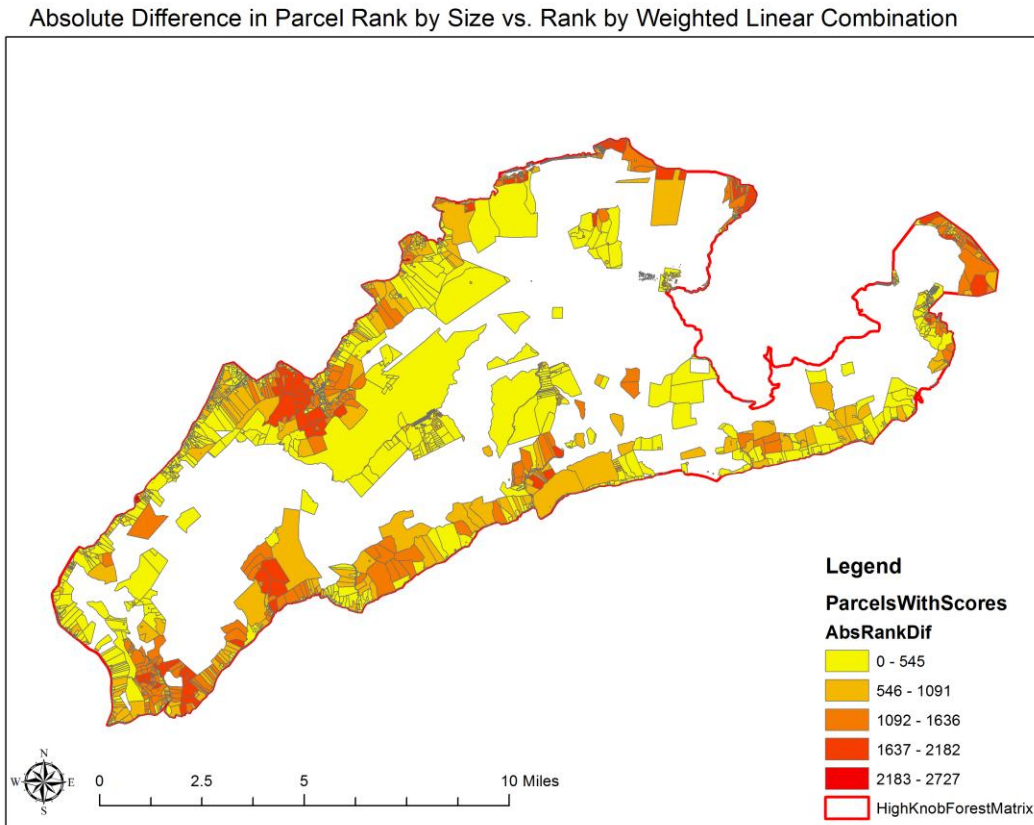 Absolute Difference in Parcel Rank by Size vs. Rank by Weighted Linear Combination
Legend
ParcelsWithScores
AbsRankDif
0 - 545
546 - 1091
1092 - 1636
1637 - 2182
2183 - 2727
HighKnobForestMatrix
N
W E
S
0 2.5 5 10 Miles